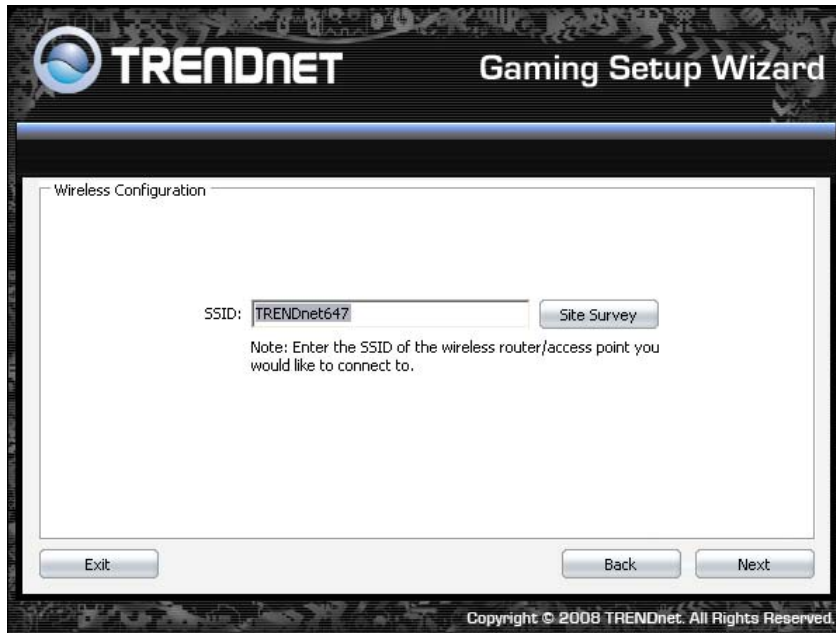 TRENDNET
Gaming Setup Wizard
Wireless Configuration
SSID: TRENDnet647 Site Survey
Note: Enter the SSID of the wireless router/access point you
would like to connect to.
Exit Back Next
Copyright © 2008 TRENDnet. All Rights Reserved.